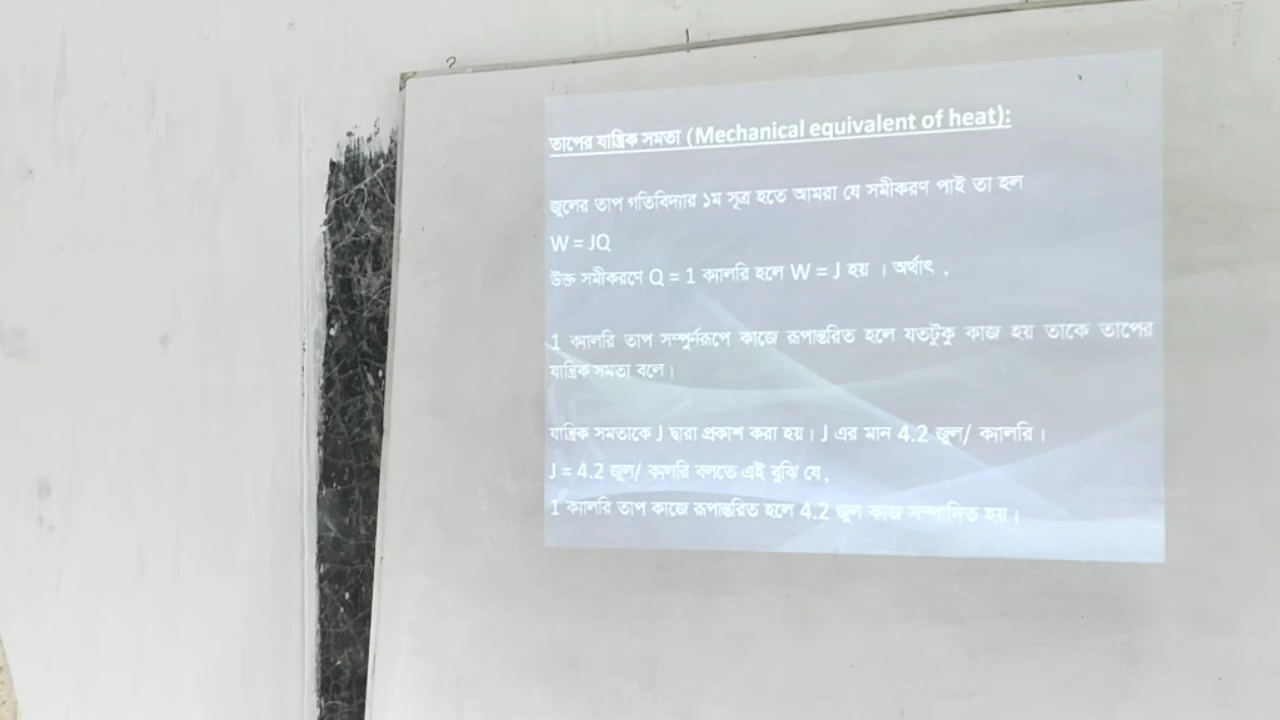 তাপের যান্ত্রিক সমতা (Mechanical equivalent of heat):
জুলের তাপ গতিবিদ্যার ১ম সূত্র হতে আমরা যে সমীকরণ পাই তা হল
W = JQ
উক্ত সমীকরণে Q = 1 ক্যালরি হলে W = J হয় । অর্থাৎ ,
1 ক্যালরি তাপ সম্পুর্নরূপে কাজে রূপান্তরিত হলে যতটুকু কাজ হয় তাকে তাপের
যান্ত্রিক সমতা বলে।
যান্ত্রিক সমতাকে J দ্বারা প্রকাশ করা হয়। J এর মান 4.2 জুল/ ক্যালরি।
J = 4.2 জুল/ ক্যালরি বলতে এই বুঝি যে,
1 ক্যালরি তাপ কাজে রূপান্তরিত হলে 4.2 জুল কাজ সম্পাদিত হয়।